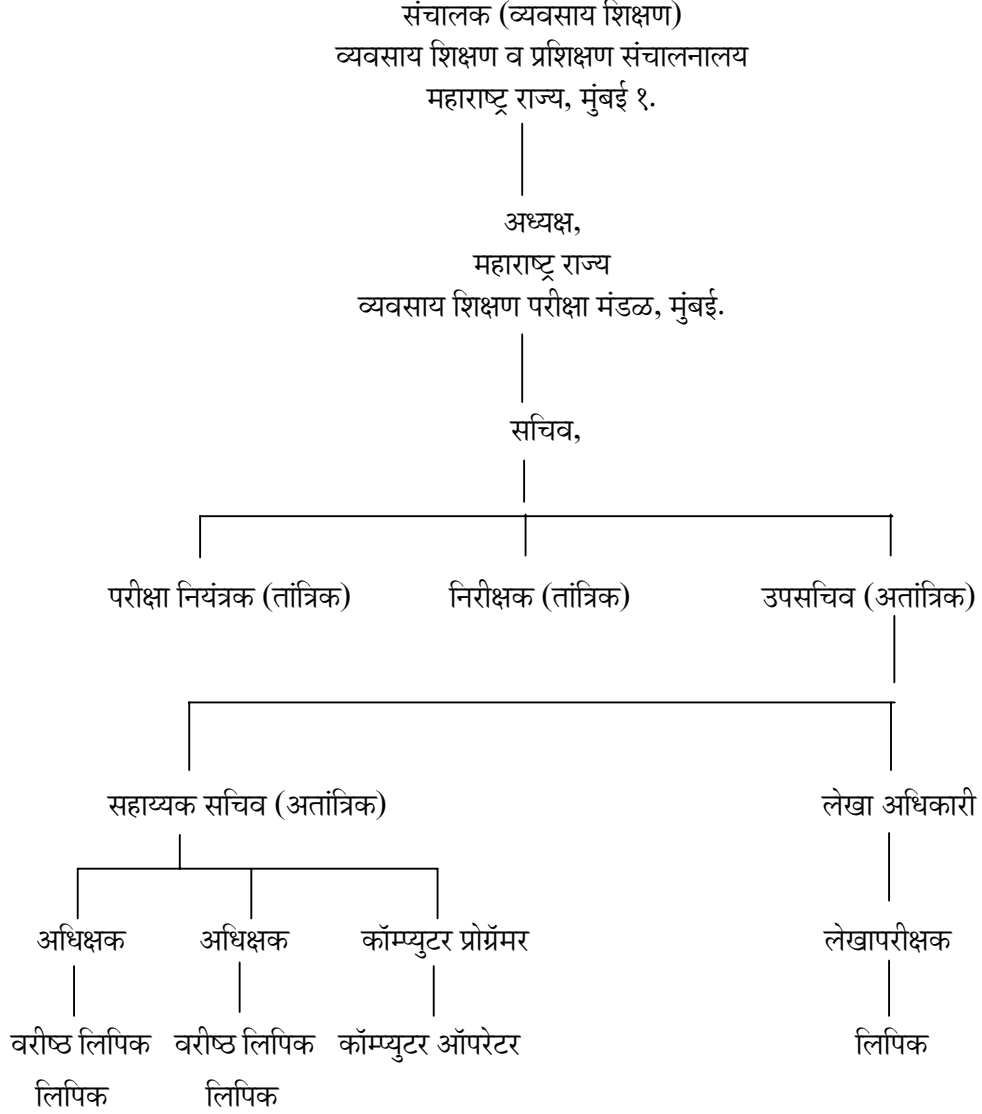 संचालक (व्यवसाय शिक्षण)
व्यवसाय शिक्षण व प्रशिक्षण संचालनालय
महाराष्ट्र राज्य, मुंबई १.
अध्यक्ष,
महाराष्ट्र राज्य
व्यवसाय शिक्षण परीक्षा मंडळ, मुंबई.
सचिव,
परीक्षा नियंत्रक (तांत्रिक) निरीक्षक (तांत्रिक) उपसचिव (अतांत्रिक)
सहाय्यक सचिव (अतांत्रिक) लेखा अधिकारी
अधिक्षक अधिक्षक कॉम्प्युटर प्रोग्रॅमर लेखापरीक्षक
वरीष्ठ लिपिक वरीष्ठ लिपिक कॉम्प्युटर ऑपरेटर लिपिक
लिपिक लिपिक